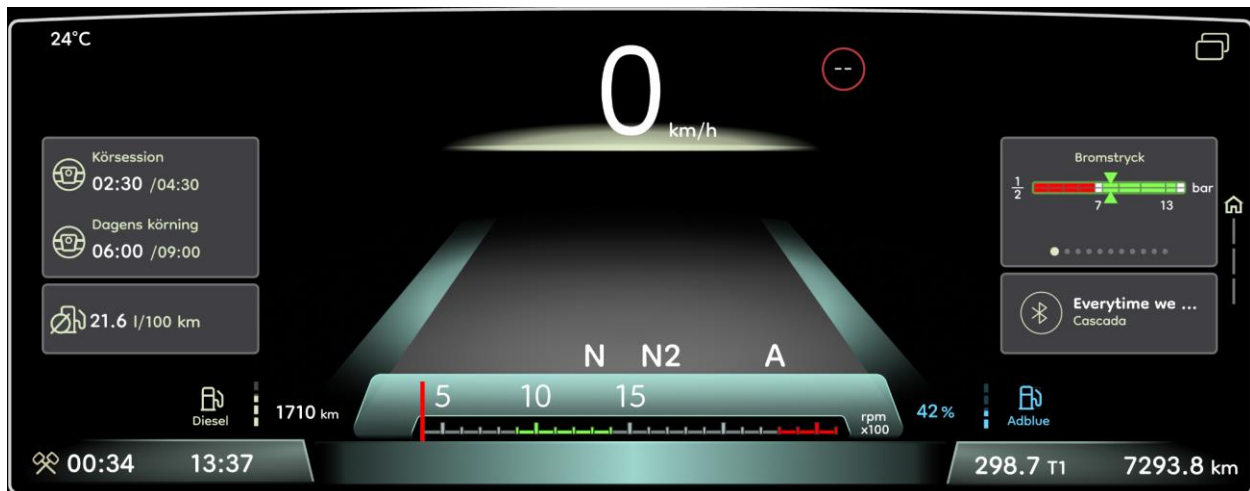 24°C
0 km/h
--
Körsession
02:30 /04:30
Dagens körning
06:00 /09:00
21.6 l/100 km
Bromstryck
1
2
bar
7 13
Everytime we ...
Cascada
N N2 A
5 10 15
rpm
x100
Diesel
1710 km
42 %
Adblue
00:34 13:37
298.7 T1 7293.8 km